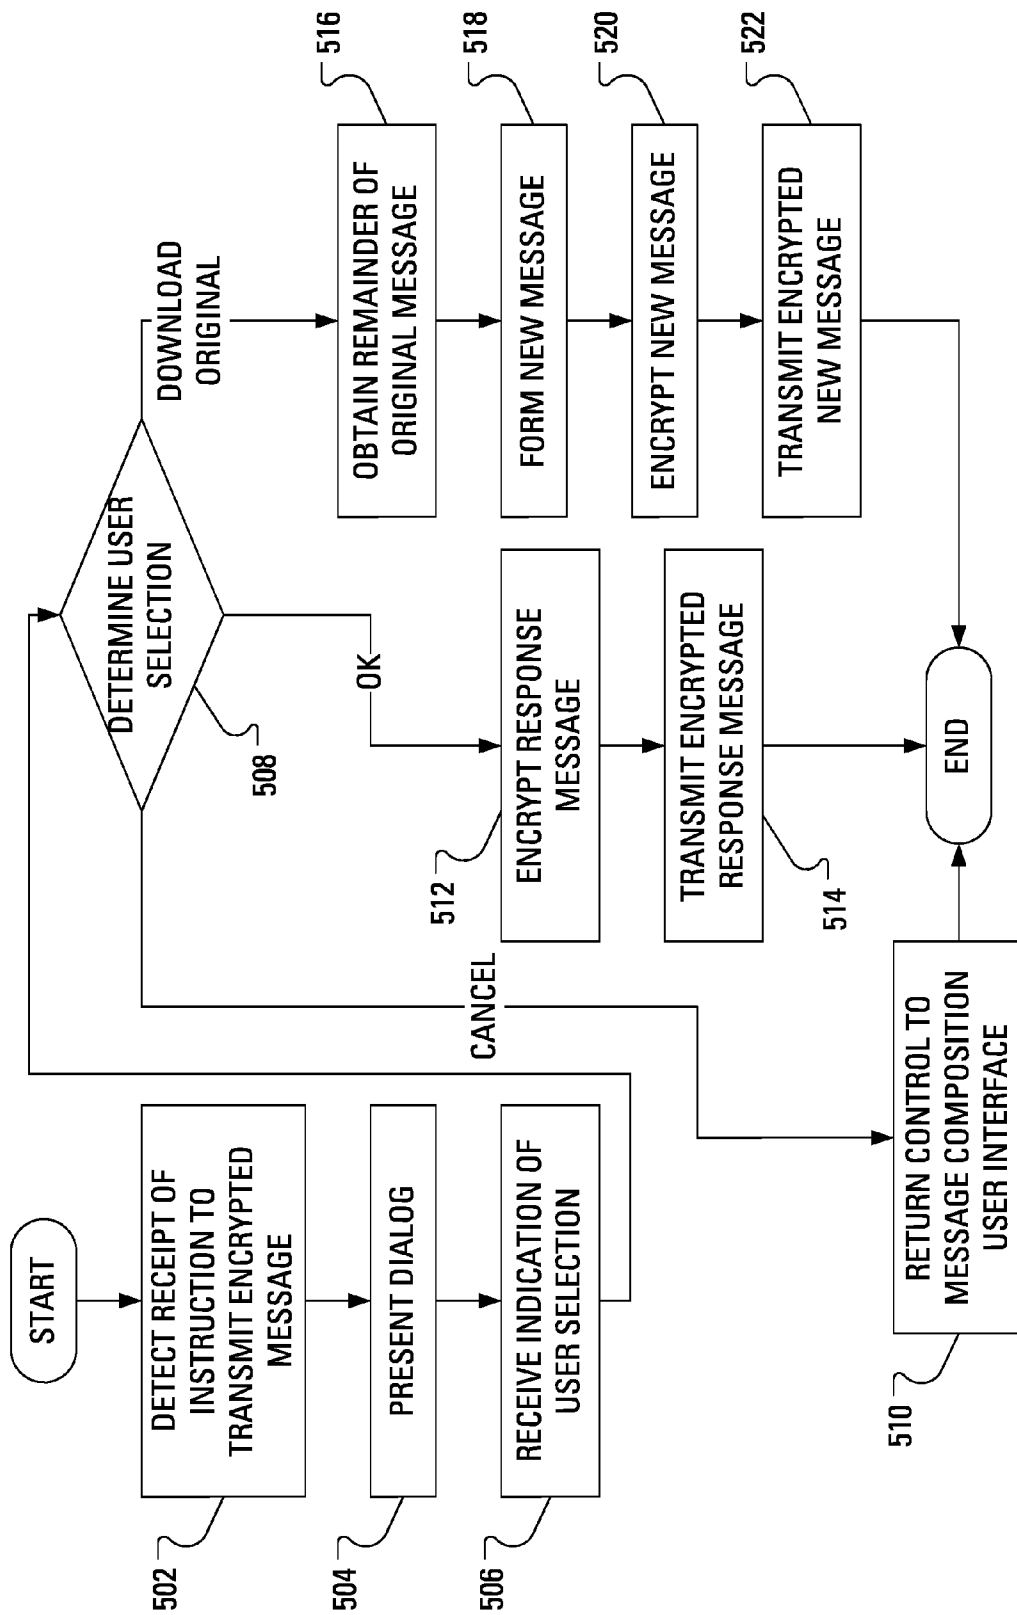 START
DETECT RECEIPT OF
INSTRUCTION TO
TRANSMIT ENCRYPTED
MESSAGE
502
PRESENT DIALOG
504
RECEIVE INDICATION OF
USER SELECTION
506
DETERMINE USER
SELECTION
508
CANCEL
RETURN CONTROL TO
MESSAGE COMPOSITION
USER INTERFACE
510
OK
ENCRYPT RESPONSE
MESSAGE
512
TRANSMIT ENCRYPTED
RESPONSE MESSAGE
514
DOWNLOAD
ORIGINAL
OBTAIN REMAINDER OF
ORIGINAL MESSAGE
516
FORM NEW MESSAGE
518
ENCRYPT NEW MESSAGE
520
TRANSMIT ENCRYPTED
NEW MESSAGE
522
END